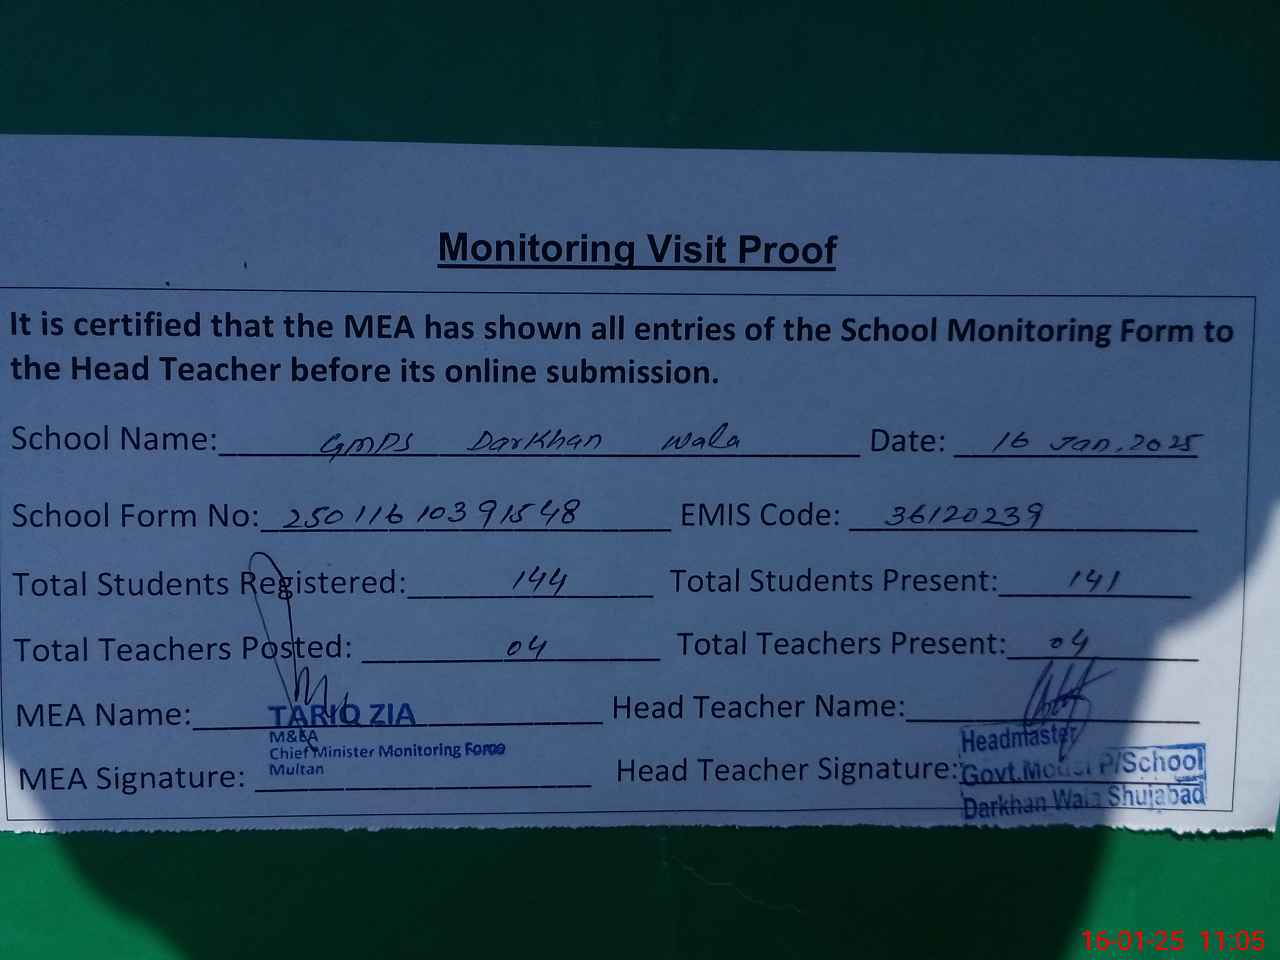 Monitoring Visit Proof
It is certified that the MEA has shown all entries of the School Monitoring Form to
the Head Teacher before its online submission.
School Name: GMPS Darkhan Wala Date: 16 Jan, 2025
School Form No: 25011610391548 EMIS Code: 36120239
Total Students Registered: 144 Total Students Present: 141
Total Teachers Posted: 04 Total Teachers Present: 04
MEA Name: TARIQ ZIA Head Teacher Name:
M&EA
Chief Minister Monitoring Force
Multan
MEA Signature: Head Teacher Signature:
Headmaster
Govt.Model P/School
Darkhan Wala Shujabad
16-01-25 11:05